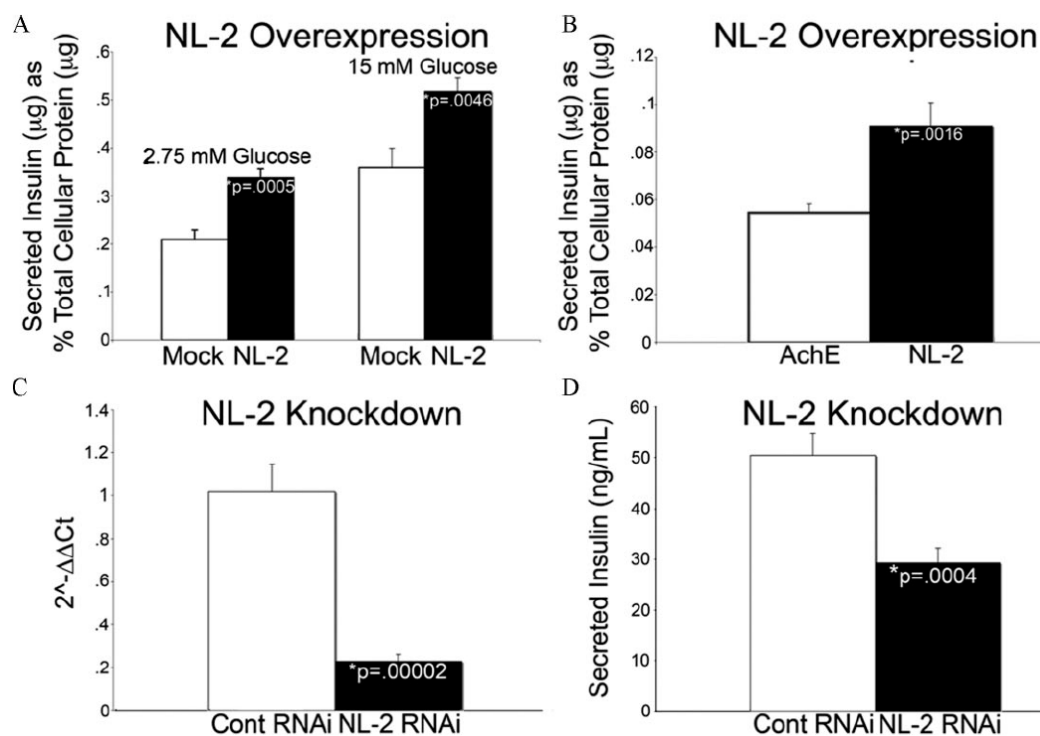 A
NL-2 Overexpression
Secreted Insulin (µg) as
% Total Cellular Protein (µg)
.6
.5
.4
.3
.2
.1
0
2.75 mM Glucose
*p=.0005
15 mM Glucose
*p=.0046
Mock NL-2
Mock NL-2
B
NL-2 Overexpression
Secreted Insulin (µg) as
% Total Cellular Protein (µg)
.12
.1
.08
.06
.04
.02
0
*p=.0016
AchE
NL-2
C
NL-2 Knockdown
2^-ΔΔCt
1.4
1.2
1
.8
.6
.4
.2
0
*p=.00002
Cont RNAi NL-2 RNAi
D
NL-2 Knockdown
Secreted Insulin (ng/mL)
60
50
40
30
20
10
0
*p=.0004
Cont RNAi NL-2 RNAi